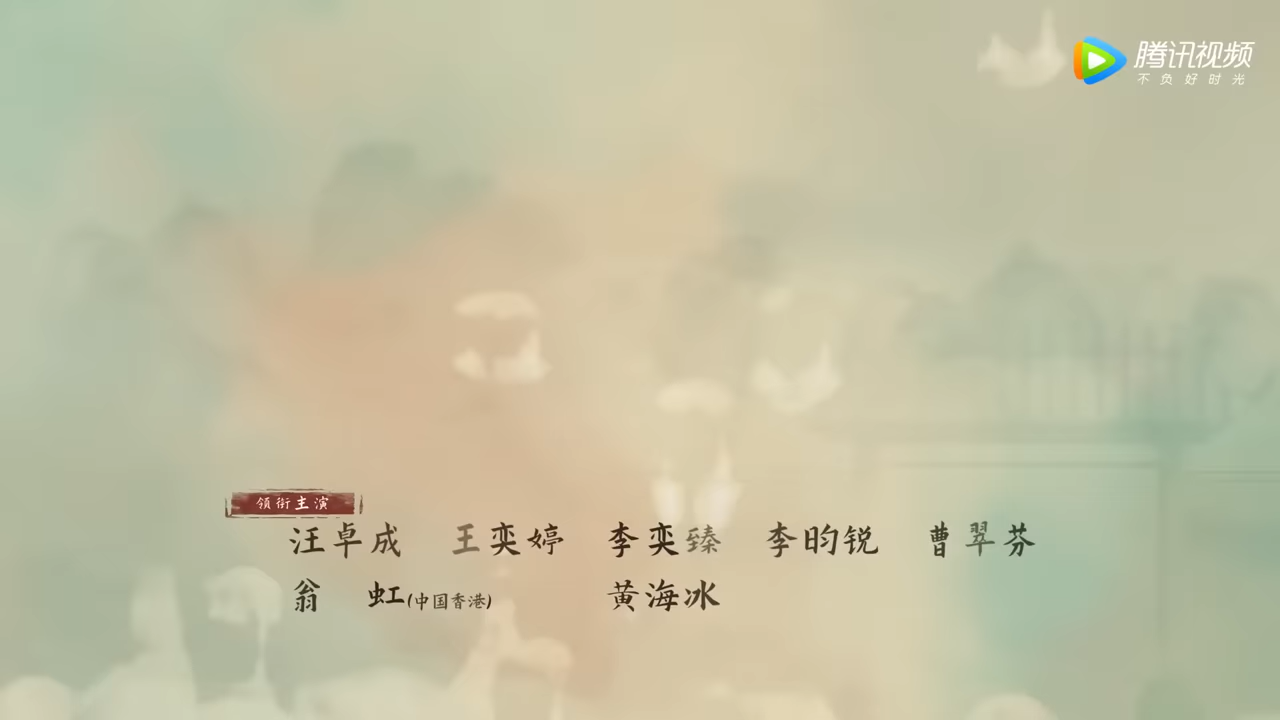 腾讯视频
不负好时光
领衔主演
汪卓成 王奕婷 李奕臻 李昀锐 曹翠芬
翁 虹(中国香港) 黄海冰